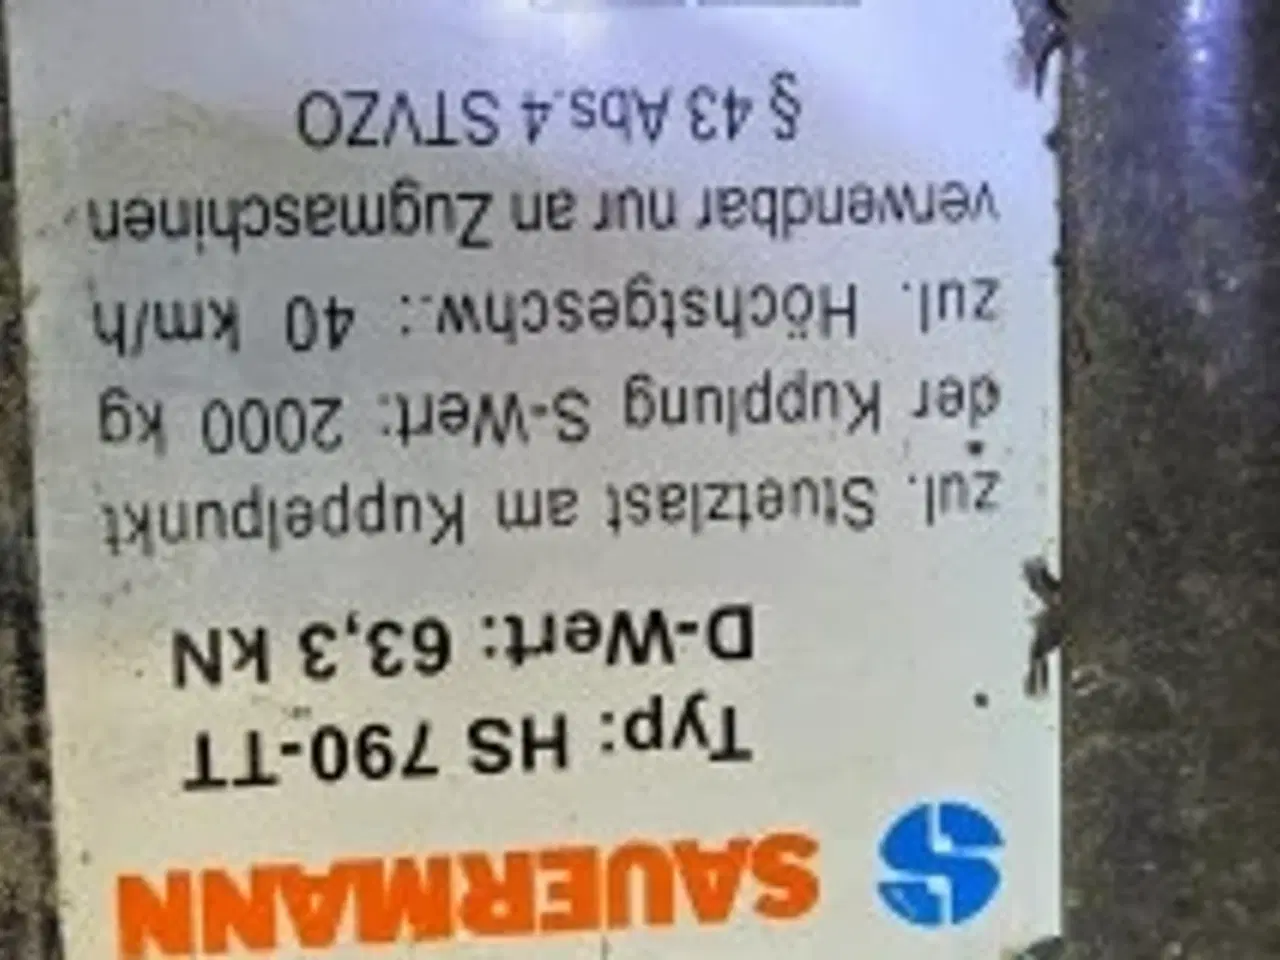 SAUERMANN
Typ: HS 790-TT
D-Wert: 63,3 kN
zul. Stuetzlast am Kuppelpunkt
der Kupplung S-Wert: 2000 kg
zul. Höchstgeschw.: 40 km/h
verwendbar nur an Zugmaschinen
§ 43 Abs.4 STVZO